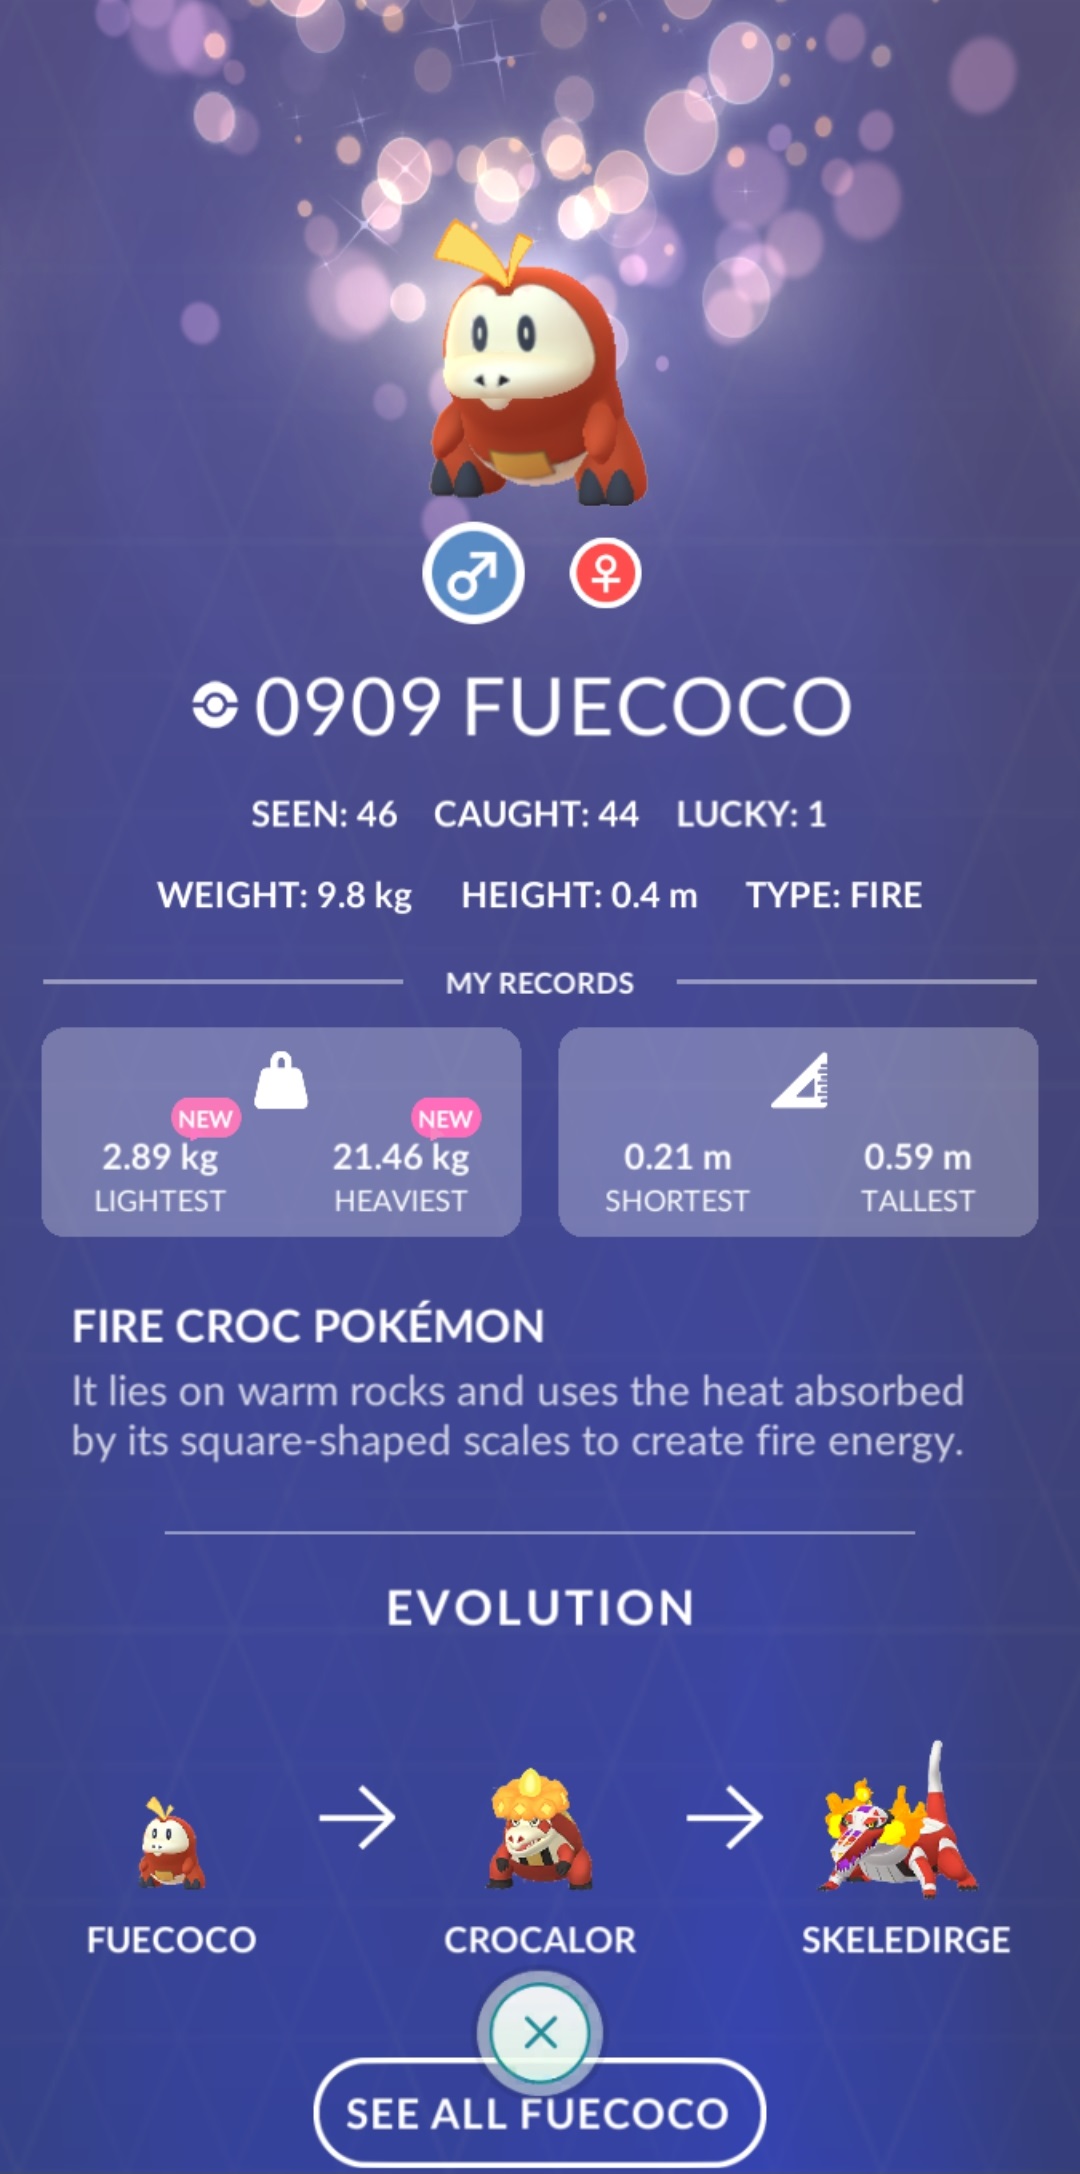 0909 FUECOCO
SEEN: 46 CAUGHT: 44 LUCKY: 1
WEIGHT: 9.8 kg HEIGHT: 0.4 m TYPE: FIRE
MY RECORDS
NEW NEW
2.89 kg 21.46 kg 0.21 m 0.59 m
LIGHTEST HEAVIEST SHORTEST TALLEST
FIRE CROC POKÉMON
It lies on warm rocks and uses the heat absorbed
by its square-shaped scales to create fire energy.
EVOLUTION
FUECOCO CROCALOR SKELEDIRGE
SEE ALL FUECOCO